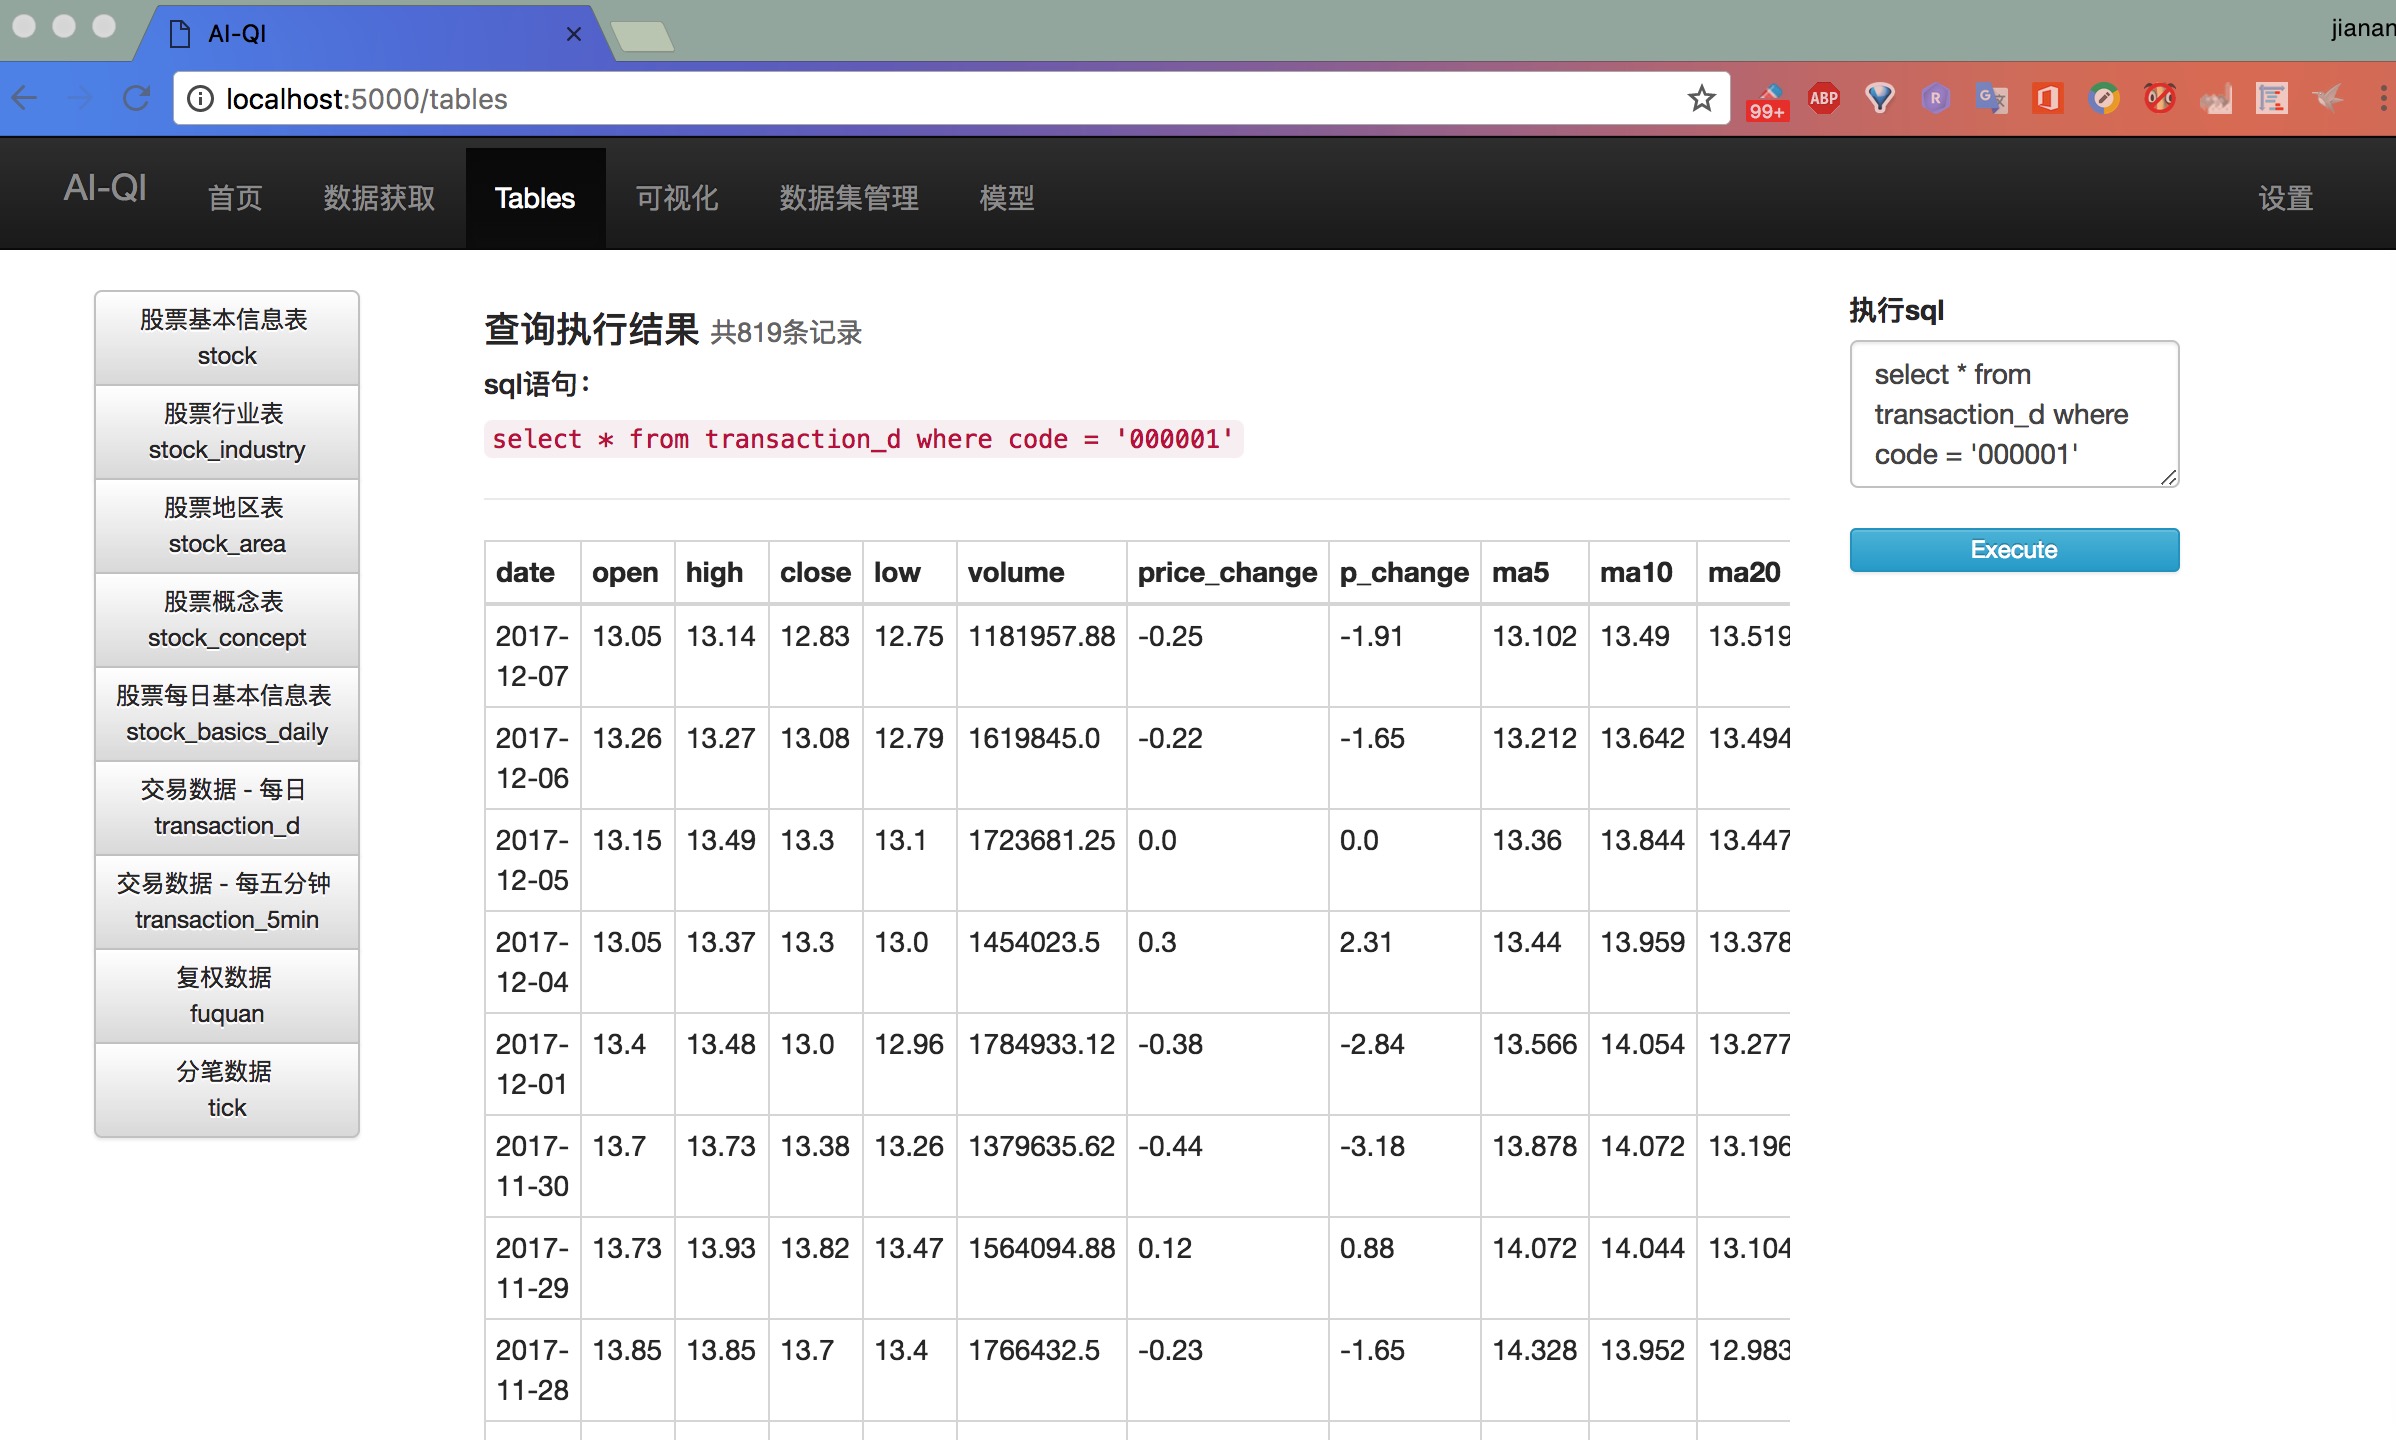 AI-QI
jianan
localhost:5000/tables
99+
ABP
AI-QI 首页 数据获取 Tables 可视化 数据集管理 模型 设置
股票基本信息表
stock
股票行业表
stock_industry
股票地区表
stock_area
股票概念表
stock_concept
股票每日基本信息表
stock_basics_daily
交易数据 - 每日
transaction_d
交易数据 - 每五分钟
transaction_5min
复权数据
fuquan
分笔数据
tick
查询执行结果 共819条记录
sql语句：
select * from transaction_d where code = '000001'
date open high close low volume price_change p_change ma5 ma10 ma20
2017-12-07 13.05 13.14 12.83 12.75 1181957.88 -0.25 -1.91 13.102 13.49 13.519
2017-12-06 13.26 13.27 13.08 12.79 1619845.0 -0.22 -1.65 13.212 13.642 13.494
2017-12-05 13.15 13.49 13.3 13.1 1723681.25 0.0 0.0 13.36 13.844 13.447
2017-12-04 13.05 13.37 13.3 13.0 1454023.5 0.3 2.31 13.44 13.959 13.378
2017-12-01 13.4 13.48 13.0 12.96 1784933.12 -0.38 -2.84 13.566 14.054 13.277
2017-11-30 13.7 13.73 13.38 13.26 1379635.62 -0.44 -3.18 13.878 14.072 13.196
2017-11-29 13.73 13.93 13.82 13.47 1564094.88 0.12 0.88 14.072 14.044 13.104
2017-11-28 13.85 13.85 13.7 13.4 1766432.5 -0.23 -1.65 14.328 13.952 12.983
执行sql
select * from
transaction_d where
code = '000001'
Execute